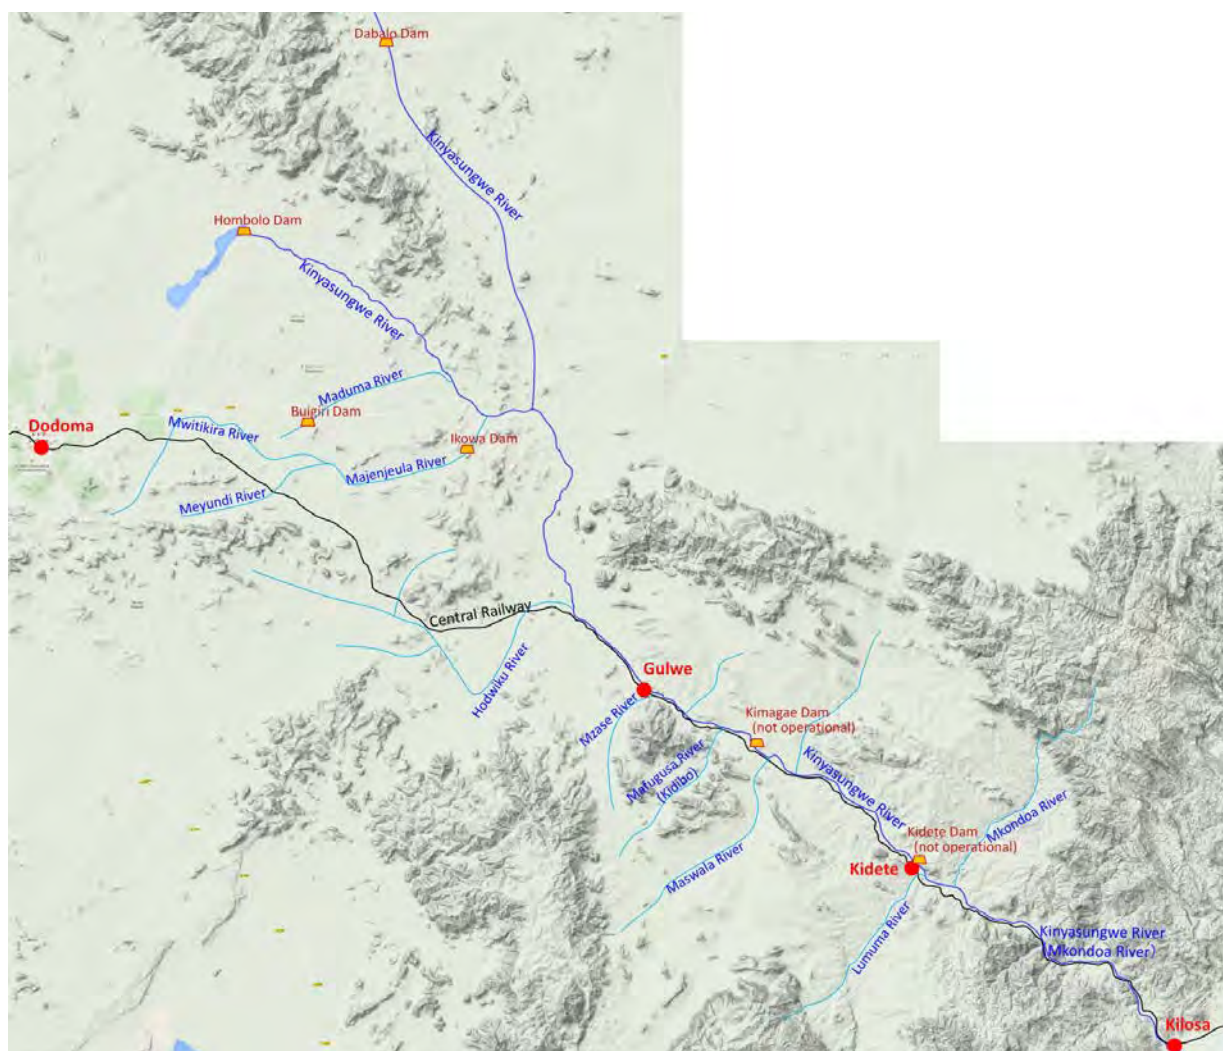 Dabalo Dam
Kinyasungwe River
Hombolo Dam
Kinyasungwe River
Maduma River
Buigiri Dam
Dodoma
Mwitikira River
Ikowa Dam
Majenjeula River
Meyundi River
Central Railway
Hodwiku River
Gulwe
Mzase River
Kimagae Dam
(not operational)
Mafugusa River
(Kidibo)
Kinyasungwe River
Mkondoa River
Kidete Dam
(not operational)
Maswala River
Kidete
Lumuma River
Kinyasungwe River
(Mkondoa River)
Kilosa